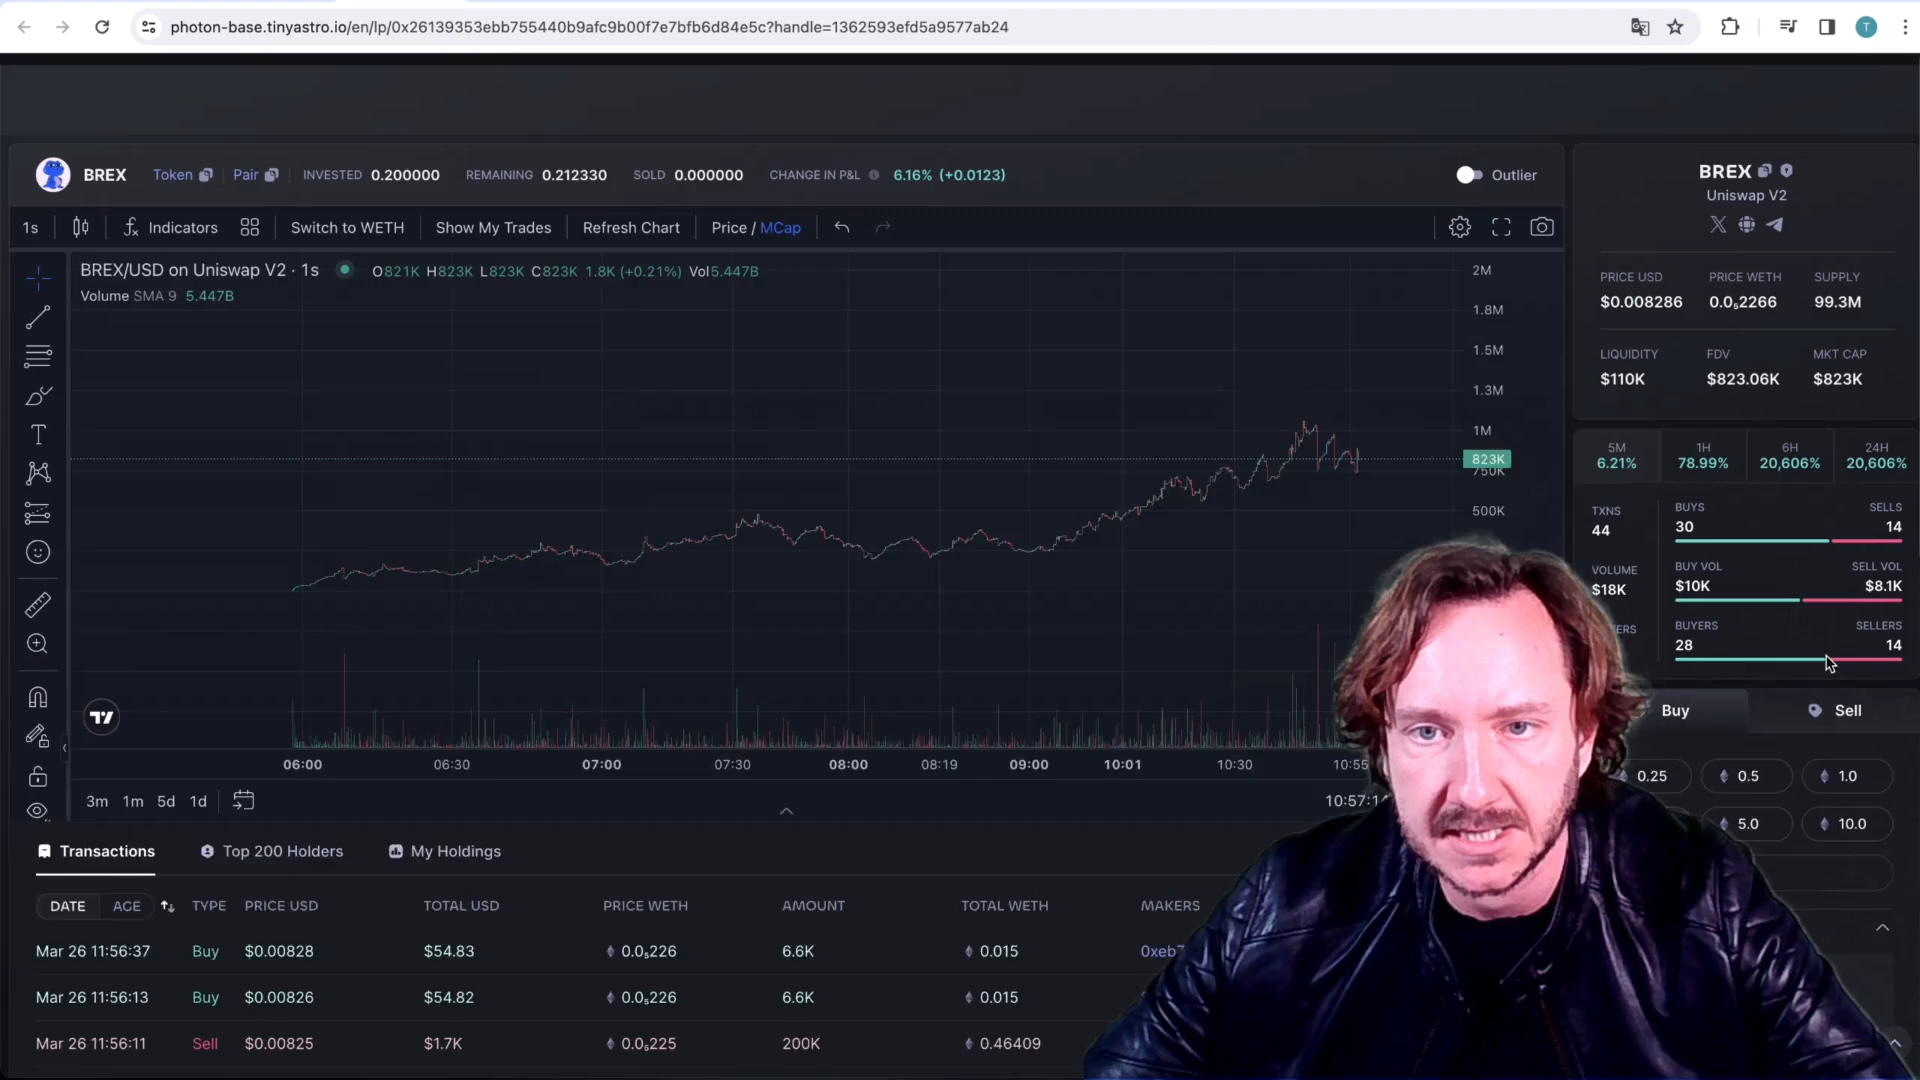 photon-base.tinyastro.io/en/lp/0x26139353ebb755440b9afc9b00f7e7bfb6d84e5c?handle=1362593efd5a9577ab24
T
BREX Token Pair INVESTED 0.200000 REMAINING 0.212330 SOLD 0.000000 CHANGE IN P&L 6.16% (+0.0123) Outlier
1s Indicators Switch to WETH Show My Trades Refresh Chart Price / MCap
BREX/USD on Uniswap V2 · 1s O821K H823K L823K C823K 1.8K (+0.21%) Vol5.447B
Volume SMA 9 5.447B
2M
1.8M
1.5M
1.3M
1M
823K
750K
500K
06:00 06:30 07:00 07:30 08:00 08:19 09:00 10:01 10:30 10:55
3m 1m 5d 1d 10:57:14
BREX
Uniswap V2
PRICE USD PRICE WETH SUPPLY
$0.008286 0.0₅2266 99.3M
LIQUIDITY FDV MKT CAP
$110K $823.06K $823K
5M 1H 6H 24H
6.21% 78.99% 20,606% 20,606%
TXNS BUYS SELLS
44 30 14
VOLUME BUY VOL SELL VOL
$18K $10K $8.1K
BUYERS SELLERS
28 14
Buy Sell
0.25 0.5 1.0
5.0 10.0
Transactions Top 200 Holders My Holdings
DATE AGE TYPE PRICE USD TOTAL USD PRICE WETH AMOUNT TOTAL WETH MAKERS
Mar 26 11:56:37 Buy $0.00828 $54.83 0.0₅226 6.6K 0.015 0xeb7
Mar 26 11:56:13 Buy $0.00826 $54.82 0.0₅226 6.6K 0.015
Mar 26 11:56:11 Sell $0.00825 $1.7K 0.0₅225 200K 0.46409